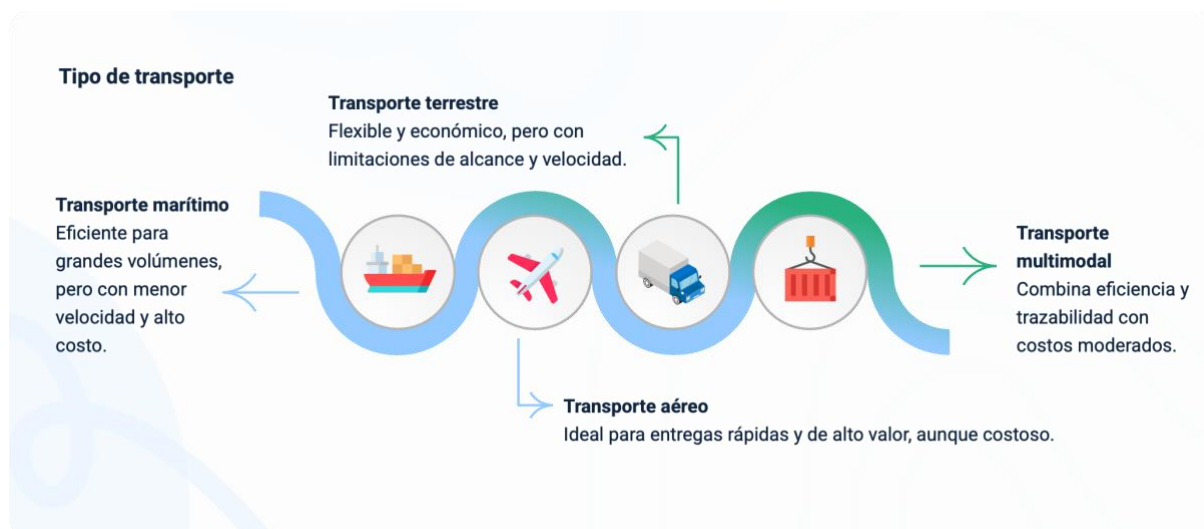 Tipo de transporte
Transporte terrestre
Flexible y económico, pero con
limitaciones de alcance y velocidad.
Transporte marítimo
Eficiente para
grandes volúmenes,
pero con menor
velocidad y alto
costo.
Transporte
multimodal
Combina eficiencia y
trazabilidad con
costos moderados.
Transporte aéreo
Ideal para entregas rápidas y de alto valor, aunque costoso.